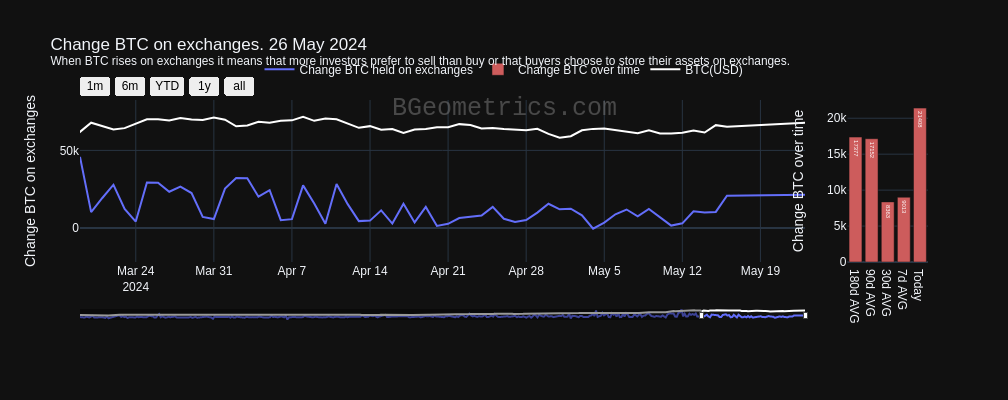 Change BTC on exchanges. 26 May 2024
When BTC rises on exchanges it means that more investors prefer to sell than buy or that buyers choose to store their assets on exchanges.
Change BTC held on exchanges Change BTC over time BTC(USD)
1m 6m YTD 1y all
BGeometrics.com
Change BTC on exchanges
50k
0
Mar 24
2024
Mar 31
Apr 7
Apr 14
Apr 21
Apr 28
May 5
May 12
May 19
Change BTC over time
20k
15k
10k
5k
0
17277
17152
9013
180d AVG
90d AVG
30d AVG
7d AVG
Today